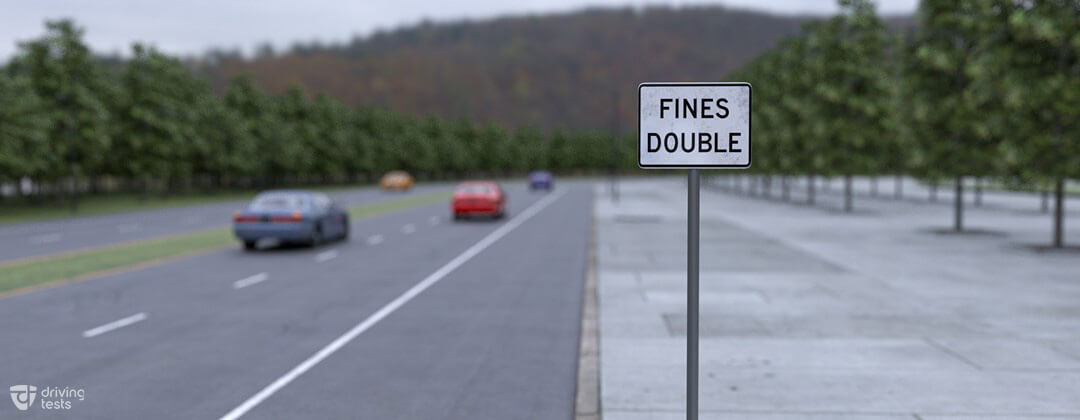 FINES
DOUBLE
driving
tests